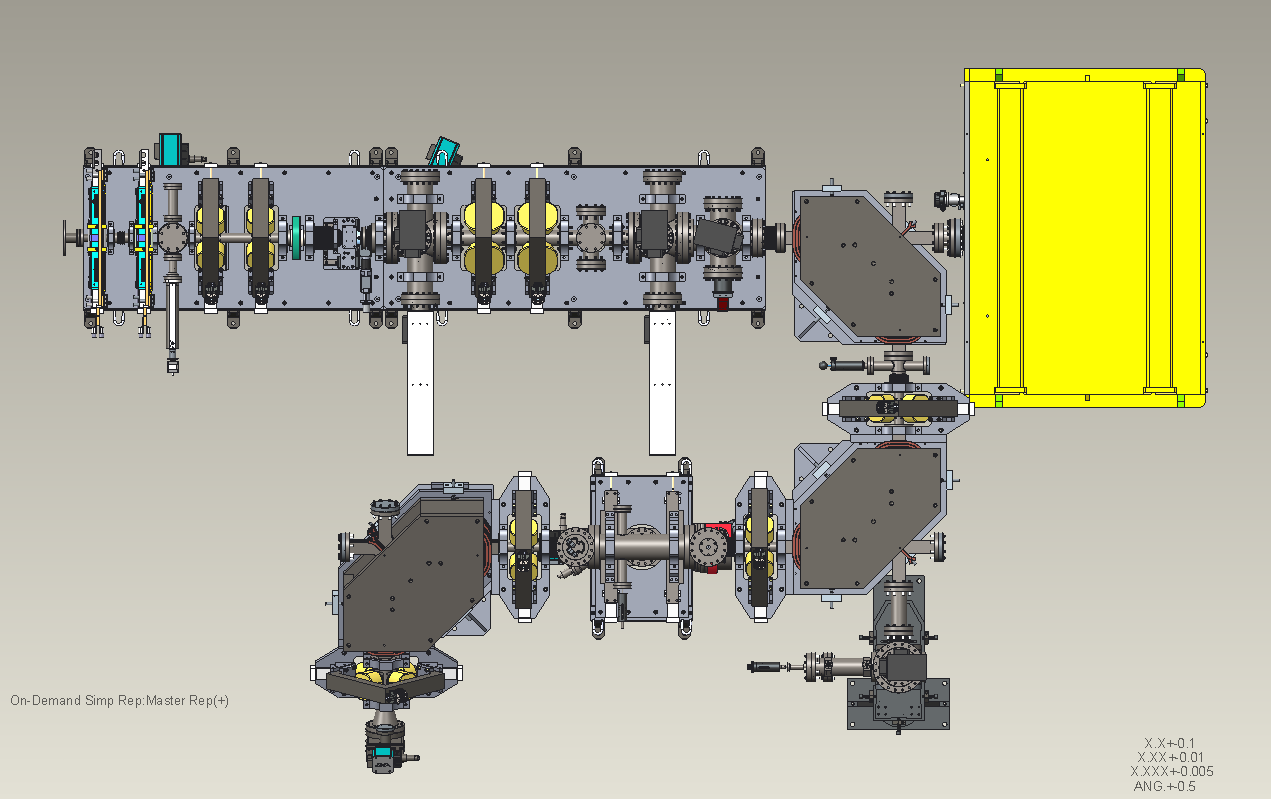 On-Demand Simp Rep:Master Rep(+)
X.X+-0.1
X.XX+-0.01
X.XXX+-0.005
ANG.+-0.5